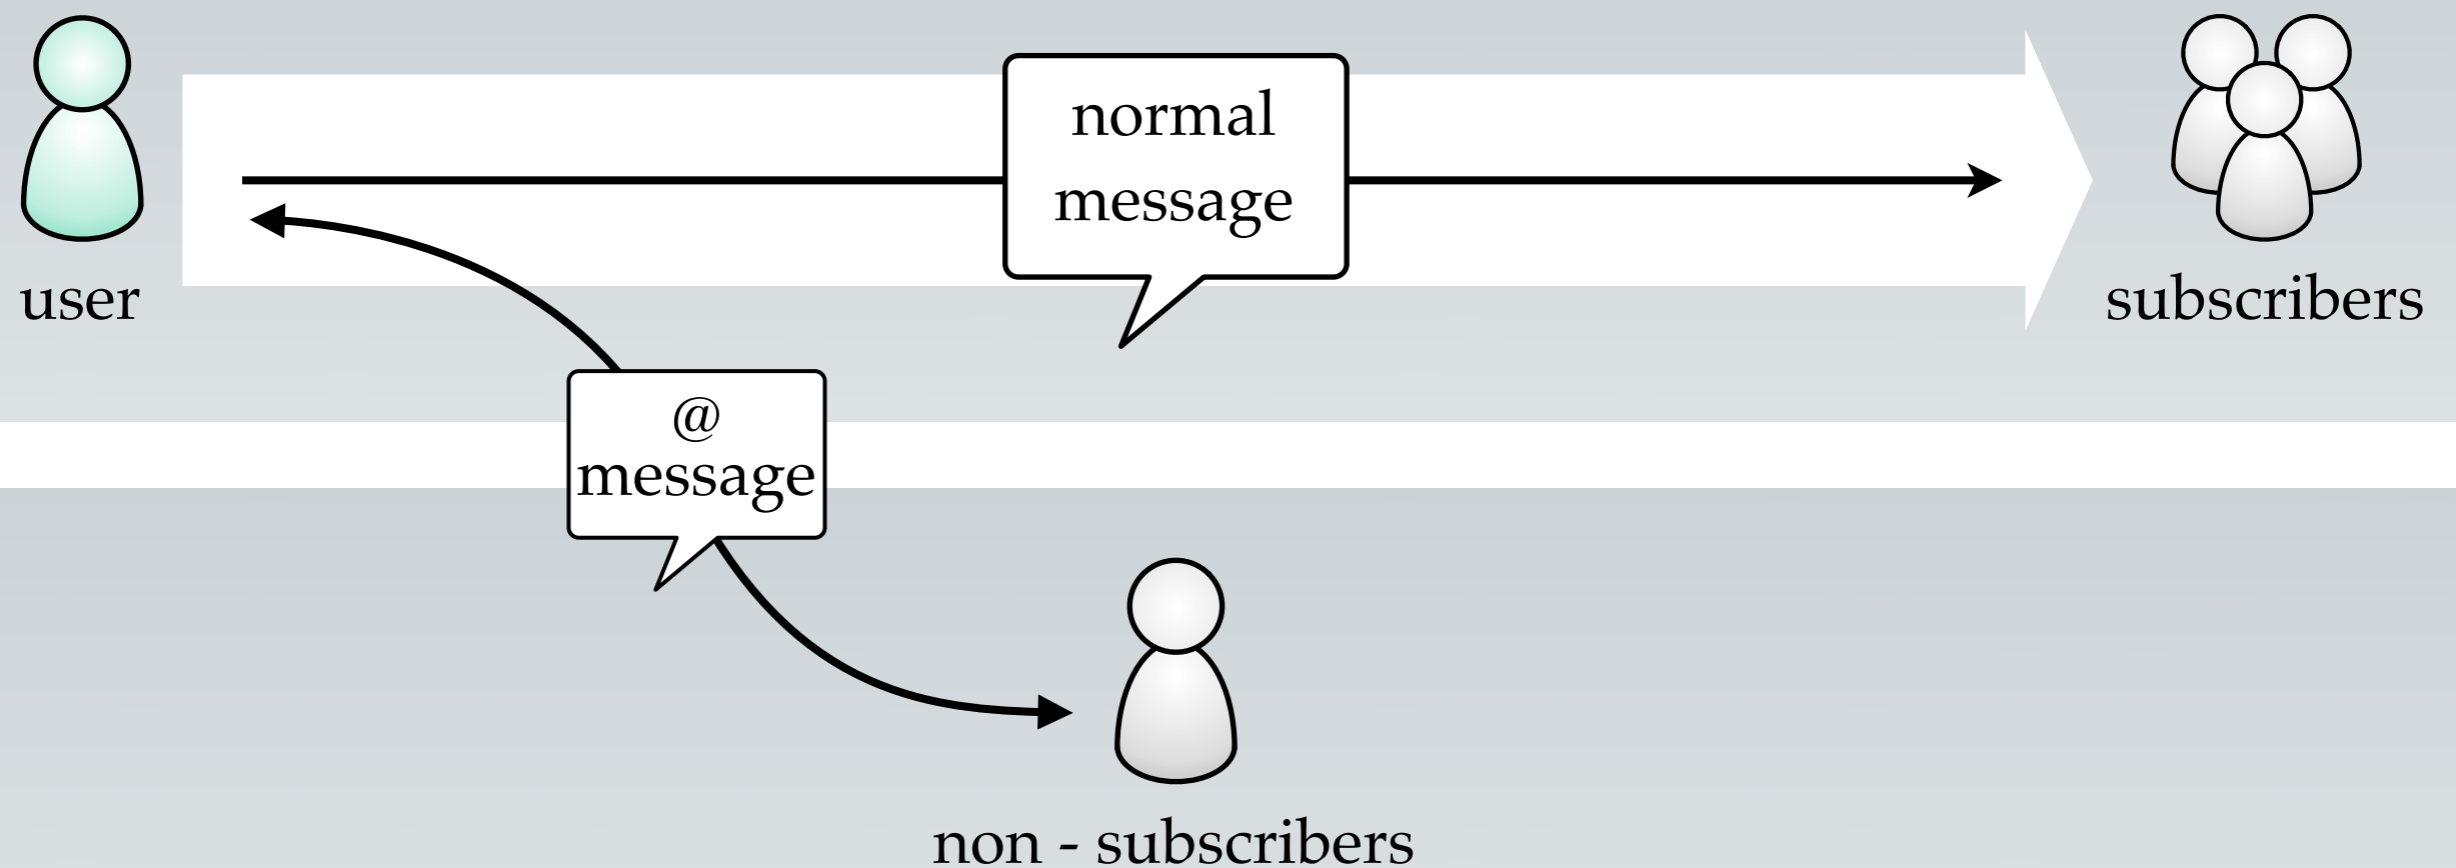 normal
message
user
subscribers
@
message
non - subscribers